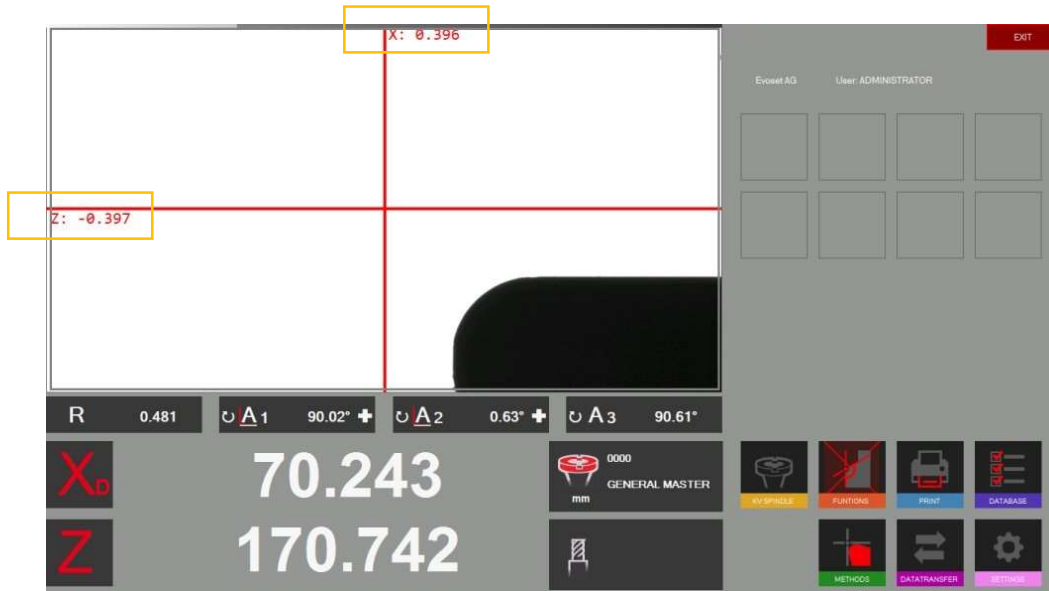 X: 0.396
EXIT
Evoset AG User: ADMINISTRATOR
Z: -0.397
R 0.481 A1 90.02° A2 0.63° A3 90.61°
XD 70.243
0000
GENERAL MASTER
mm
KV.SPINDLE FUNTIONS PRINT DATABASE
Z 170.742
METHODS DATATRANSFER SETTINGS